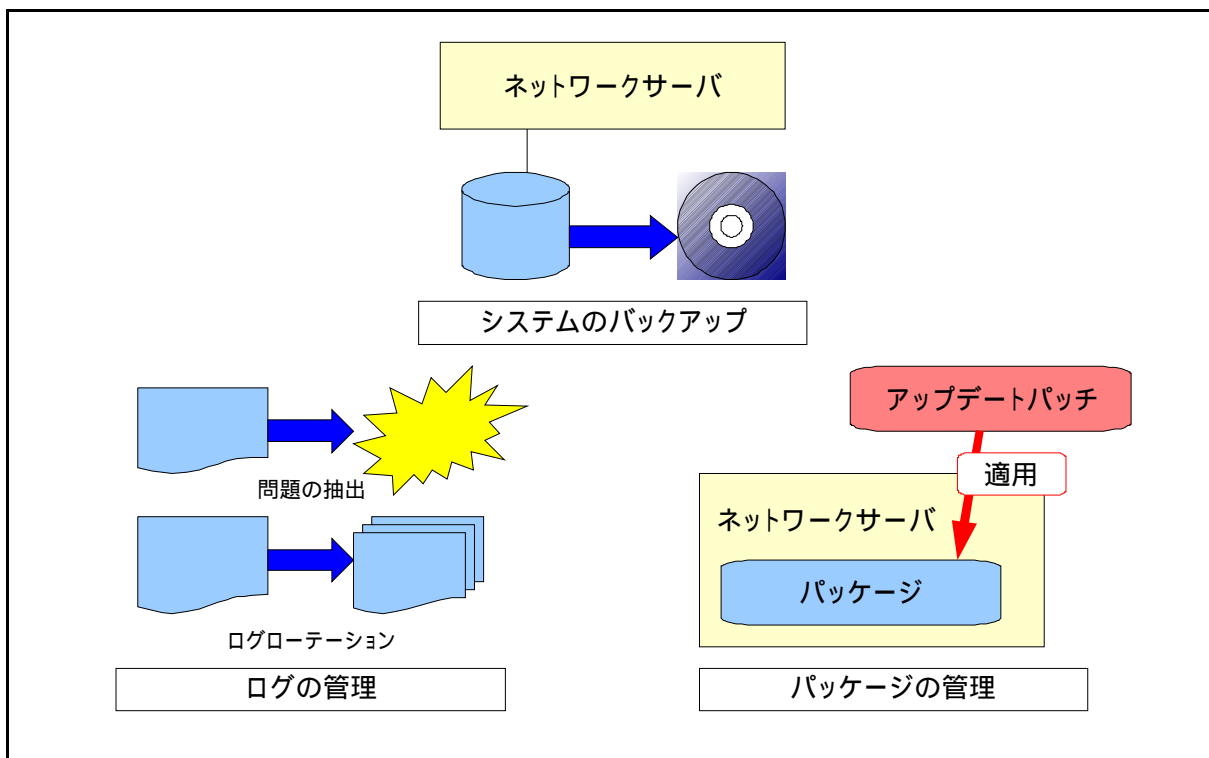 ネットワークサーバ
システムのバックアップ
問題の抽出
ログローテーション
ログの管理
アップデートパッチ
適用
ネットワークサーバ
パッケージ
パッケージの管理